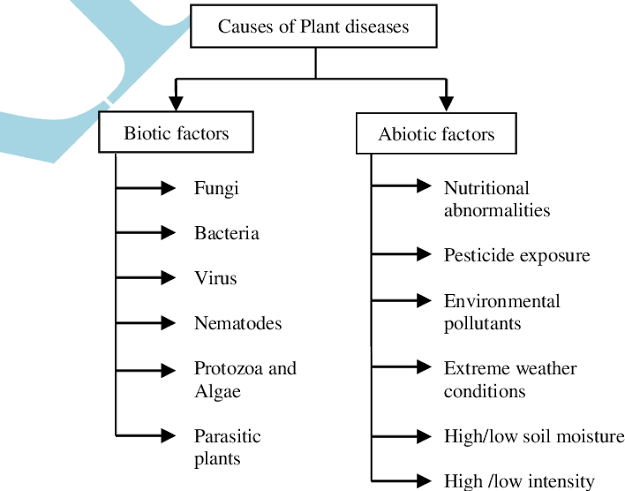 Causes of Plant diseases
Biotic factors
Fungi
Bacteria
Virus
Nematodes
Protozoa and
Algae
Parasitic
plants
Abiotic factors
Nutritional
abnormalities
Pesticide exposure
Environmental
pollutants
Extreme weather
conditions
High/low soil moisture
High /low intensity